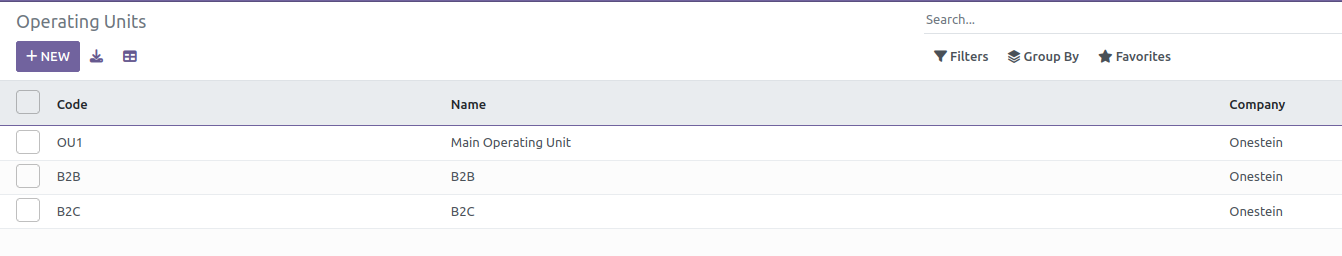 Operating Units
Search...
+ NEW
Filters Group By Favorites
Code Name Company
OU1 Main Operating Unit Onestein
B2B B2B Onestein
B2C B2C Onestein